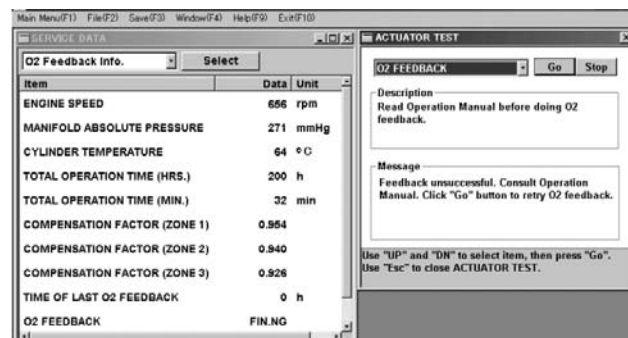 Main Menu(F1) File(F2) Save(F3) Window(F4) Help(F9) Exit(F10)
SERVICE DATA
O2 Feedback Info. Select
Item Data Unit
ENGINE SPEED 656 rpm
MANIFOLD ABSOLUTE PRESSURE 271 mmHg
CYLINDER TEMPERATURE 64 °C
TOTAL OPERATION TIME (HRS.) 200 h
TOTAL OPERATION TIME (MIN.) 32 min
COMPENSATION FACTOR (ZONE 1) 0.954
COMPENSATION FACTOR (ZONE 2) 0.940
COMPENSATION FACTOR (ZONE 3) 0.926
TIME OF LAST O2 FEEDBACK 0 h
O2 FEEDBACK FIN.NG
ACTUATOR TEST
O2 FEEDBACK Go Stop
Description
Read Operation Manual before doing O2
feedback.
Message
Feedback unsuccessful. Consult Operation
Manual. Click "Go" button to retry O2 feedback.
Use "UP" and "DN" to select item, then press "Go".
Use "Esc" to close ACTUATOR TEST.